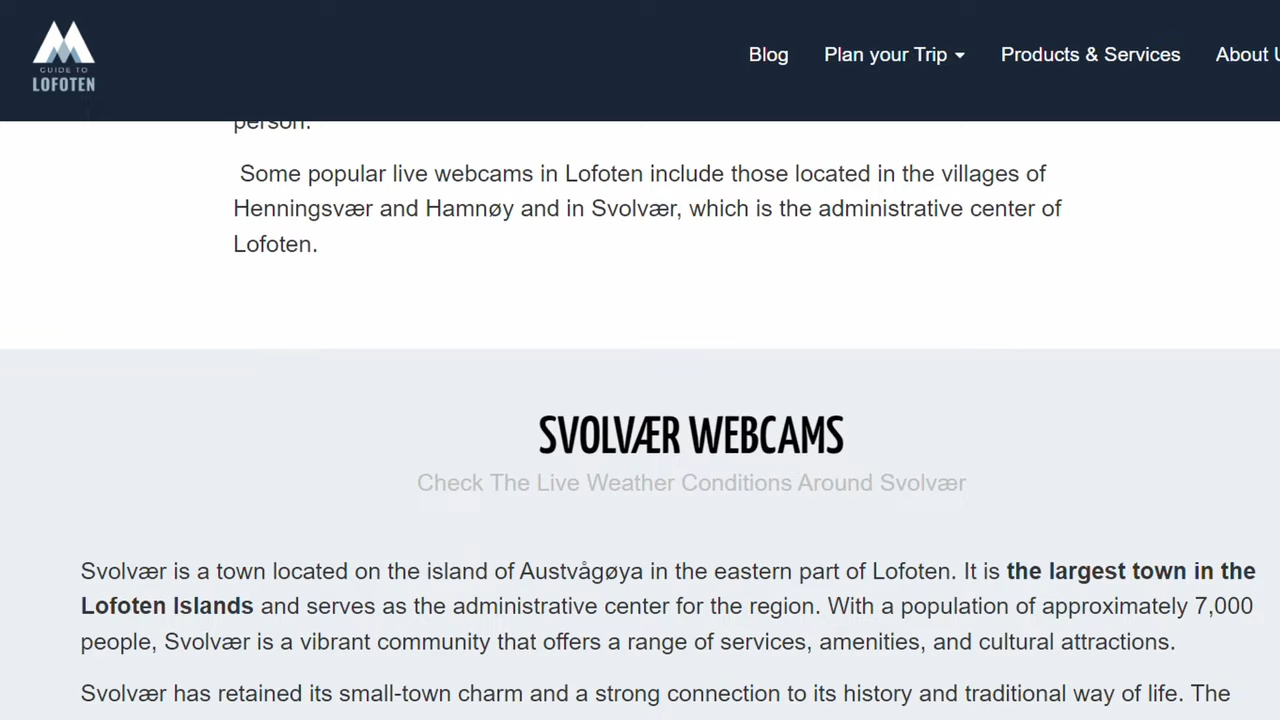 GUIDE TO
LOFOTEN
Blog
Plan your Trip
Products & Services
About U
person.
Some popular live webcams in Lofoten include those located in the villages of
Henningsvær and Hamnøy and in Svolvær, which is the administrative center of
Lofoten.
SVOLVÆR WEBCAMS
Check The Live Weather Conditions Around Svolvær
Svolvær is a town located on the island of Austvågøya in the eastern part of Lofoten. It is the largest town in the
Lofoten Islands and serves as the administrative center for the region. With a population of approximately 7,000
people, Svolvær is a vibrant community that offers a range of services, amenities, and cultural attractions.
Svolvær has retained its small-town charm and a strong connection to its history and traditional way of life. The